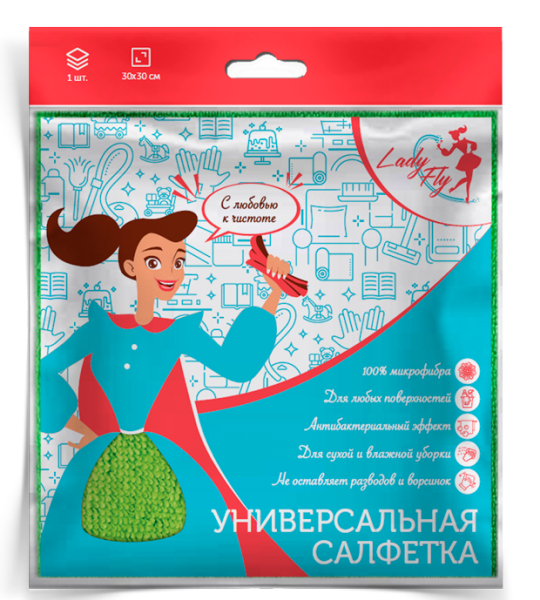 1 шт.
30х30 см
Lady
Fly
С любовью
к чистоте
100% микрофибра
Для любых поверхностей
Антибактериальный эффект
Для сухой и влажной уборки
Не оставляет разводов и ворсинок
УНИВЕРСАЛЬНАЯ
САЛФЕТКА